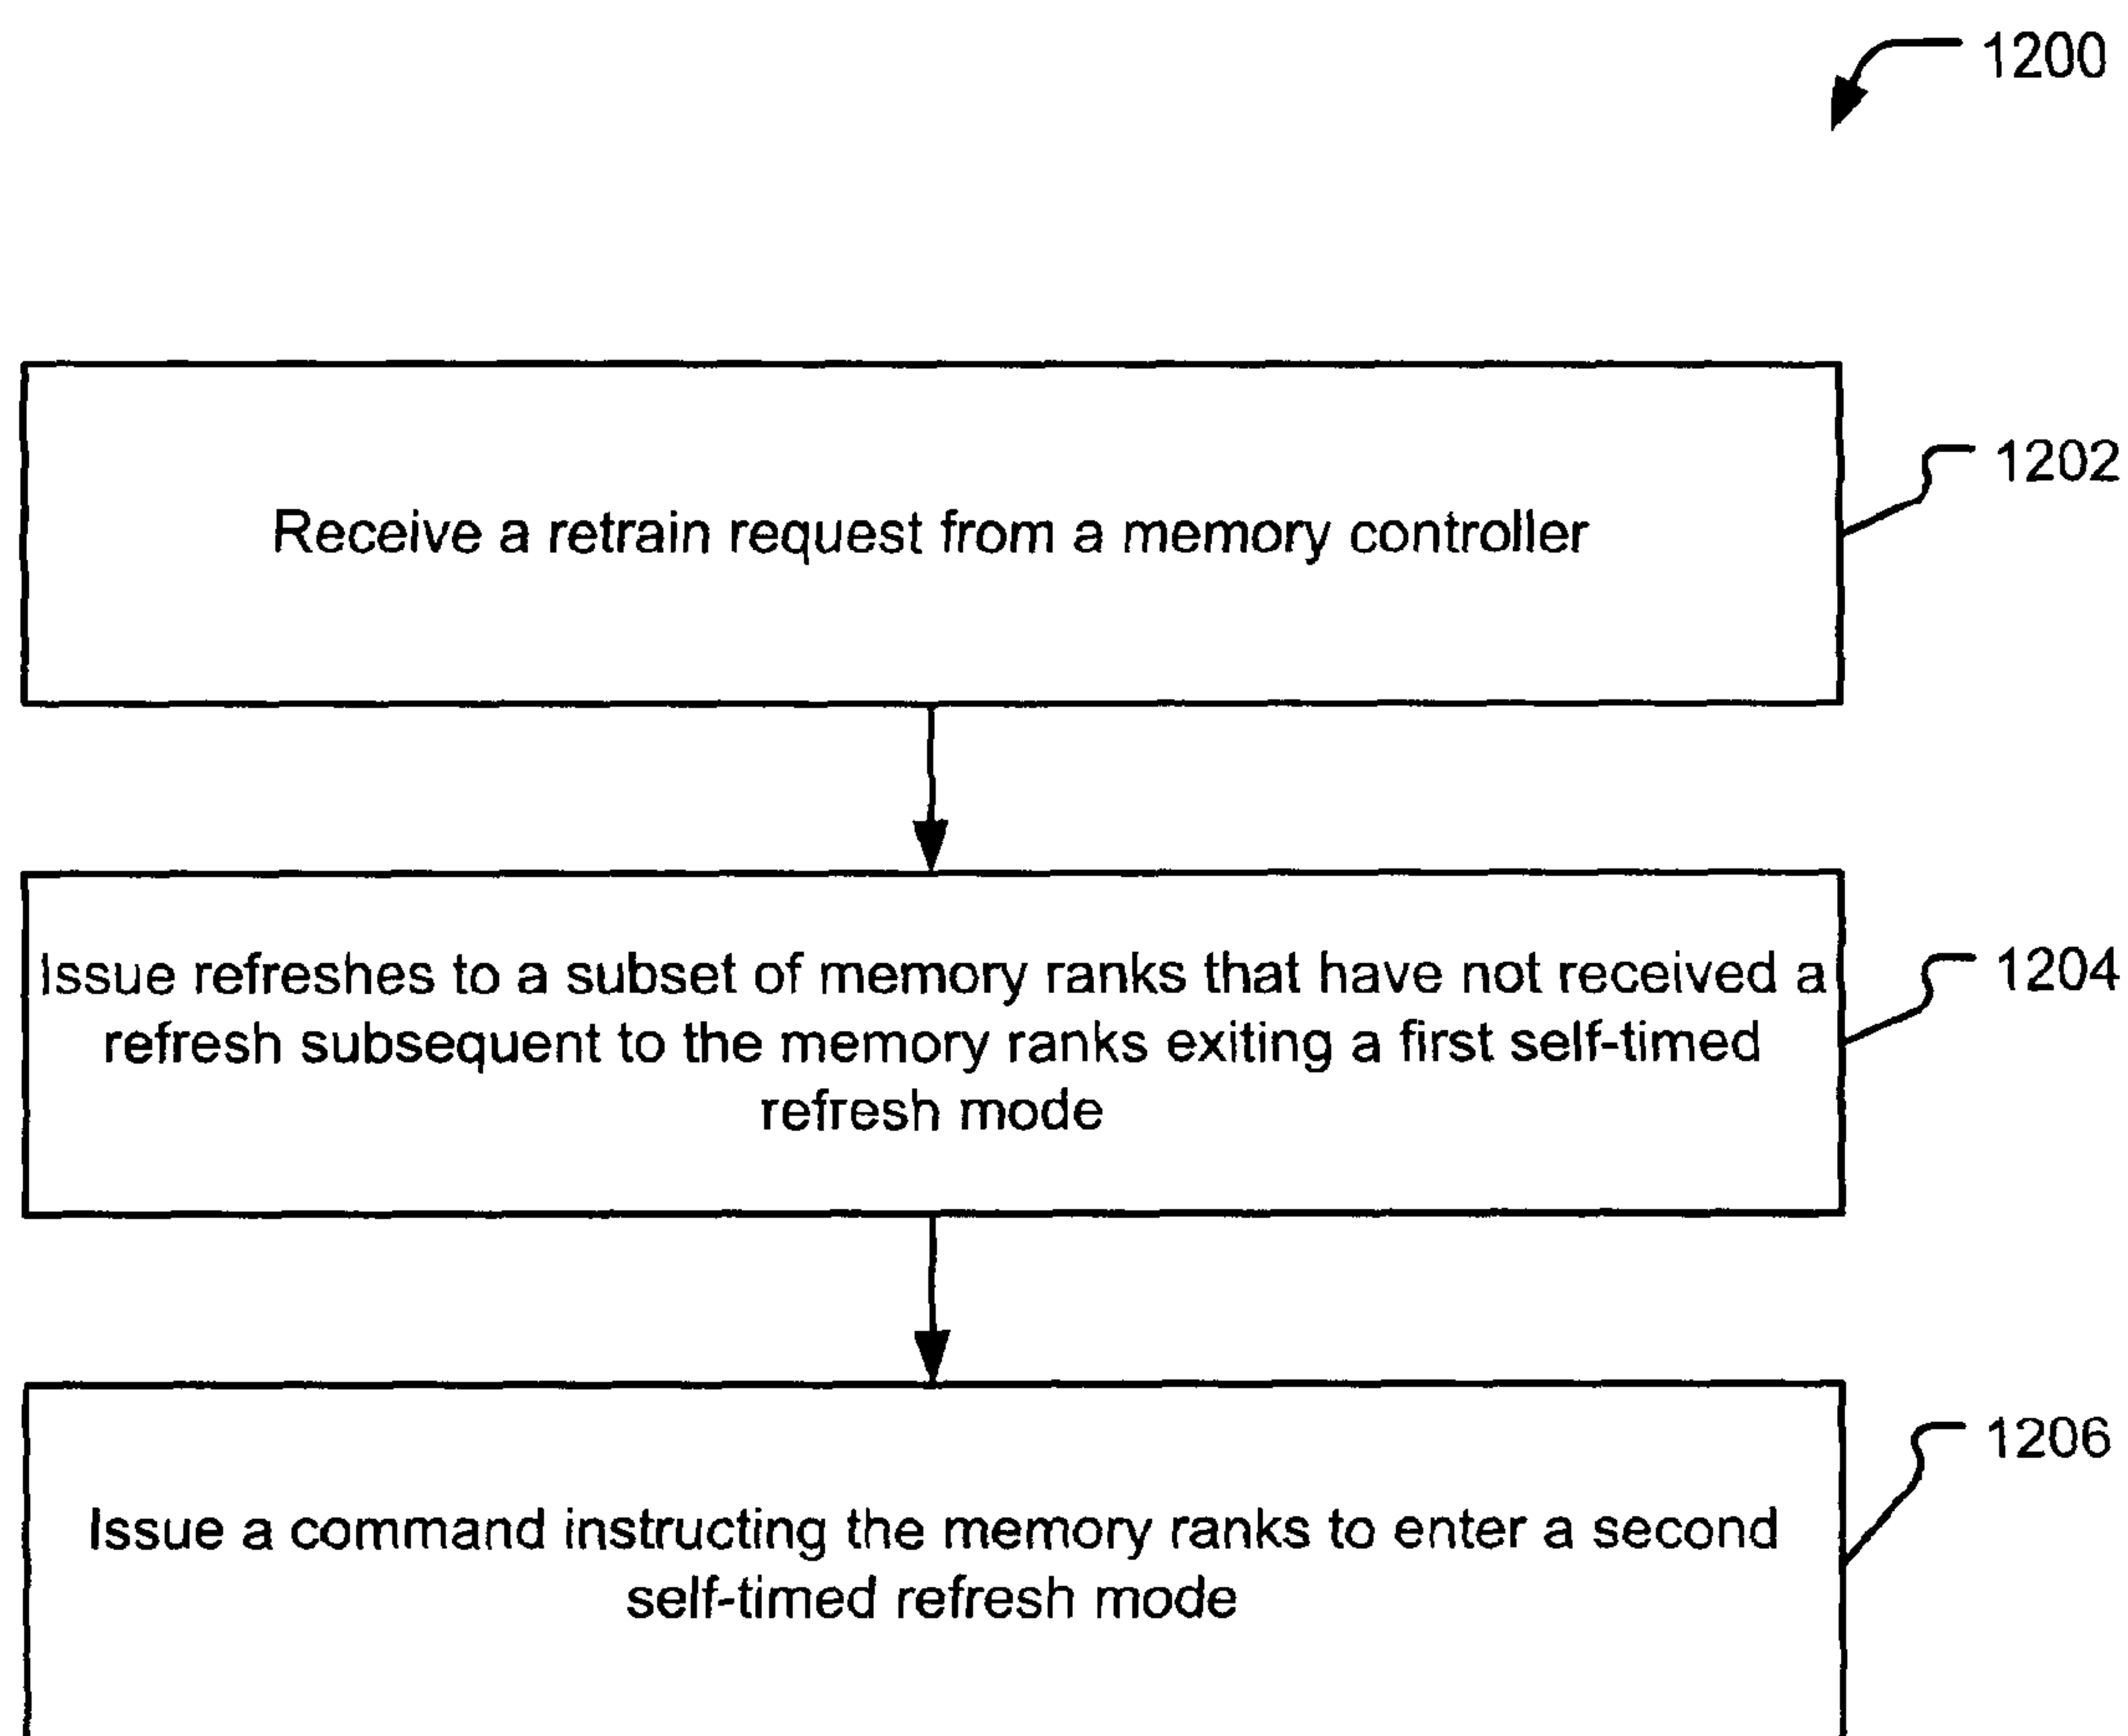 1200
Receive a retrain request from a memory controller
1202
Issue refreshes to a subset of memory ranks that have not received a
refresh subsequent to the memory ranks exiting a first self-timed
refresh mode
1204
Issue a command instructing the memory ranks to enter a second
self-timed refresh mode
1206